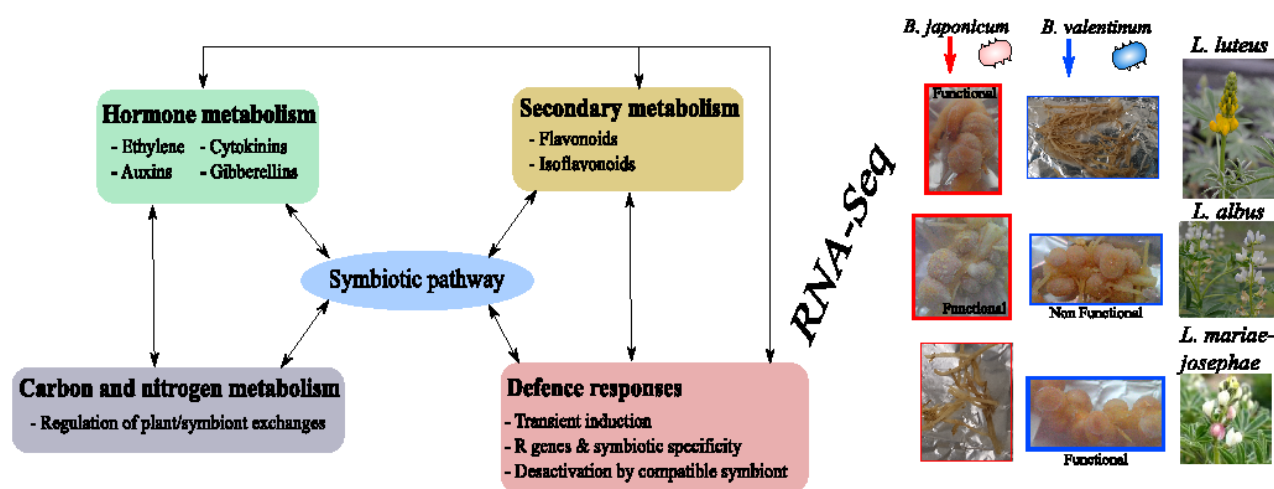 Hormone metabolism
- Ethylene - Cytokinins
- Auxins - Gibberellins
Secondary metabolism
- Flavonoids
- Isoflavonoids
Symbiotic pathway
Carbon and nitrogen metabolism
- Regulation of plant/symbiont exchanges
Defence responses
- Transient induction
- R genes & symbiotic specificity
- Desactivation by compatible symbiont
RNA-Seq
B. japonicum
B. valentinum
L. luteus
Functional
L. albus
Functional
Non Functional
L. mariae-
josephae
Functional